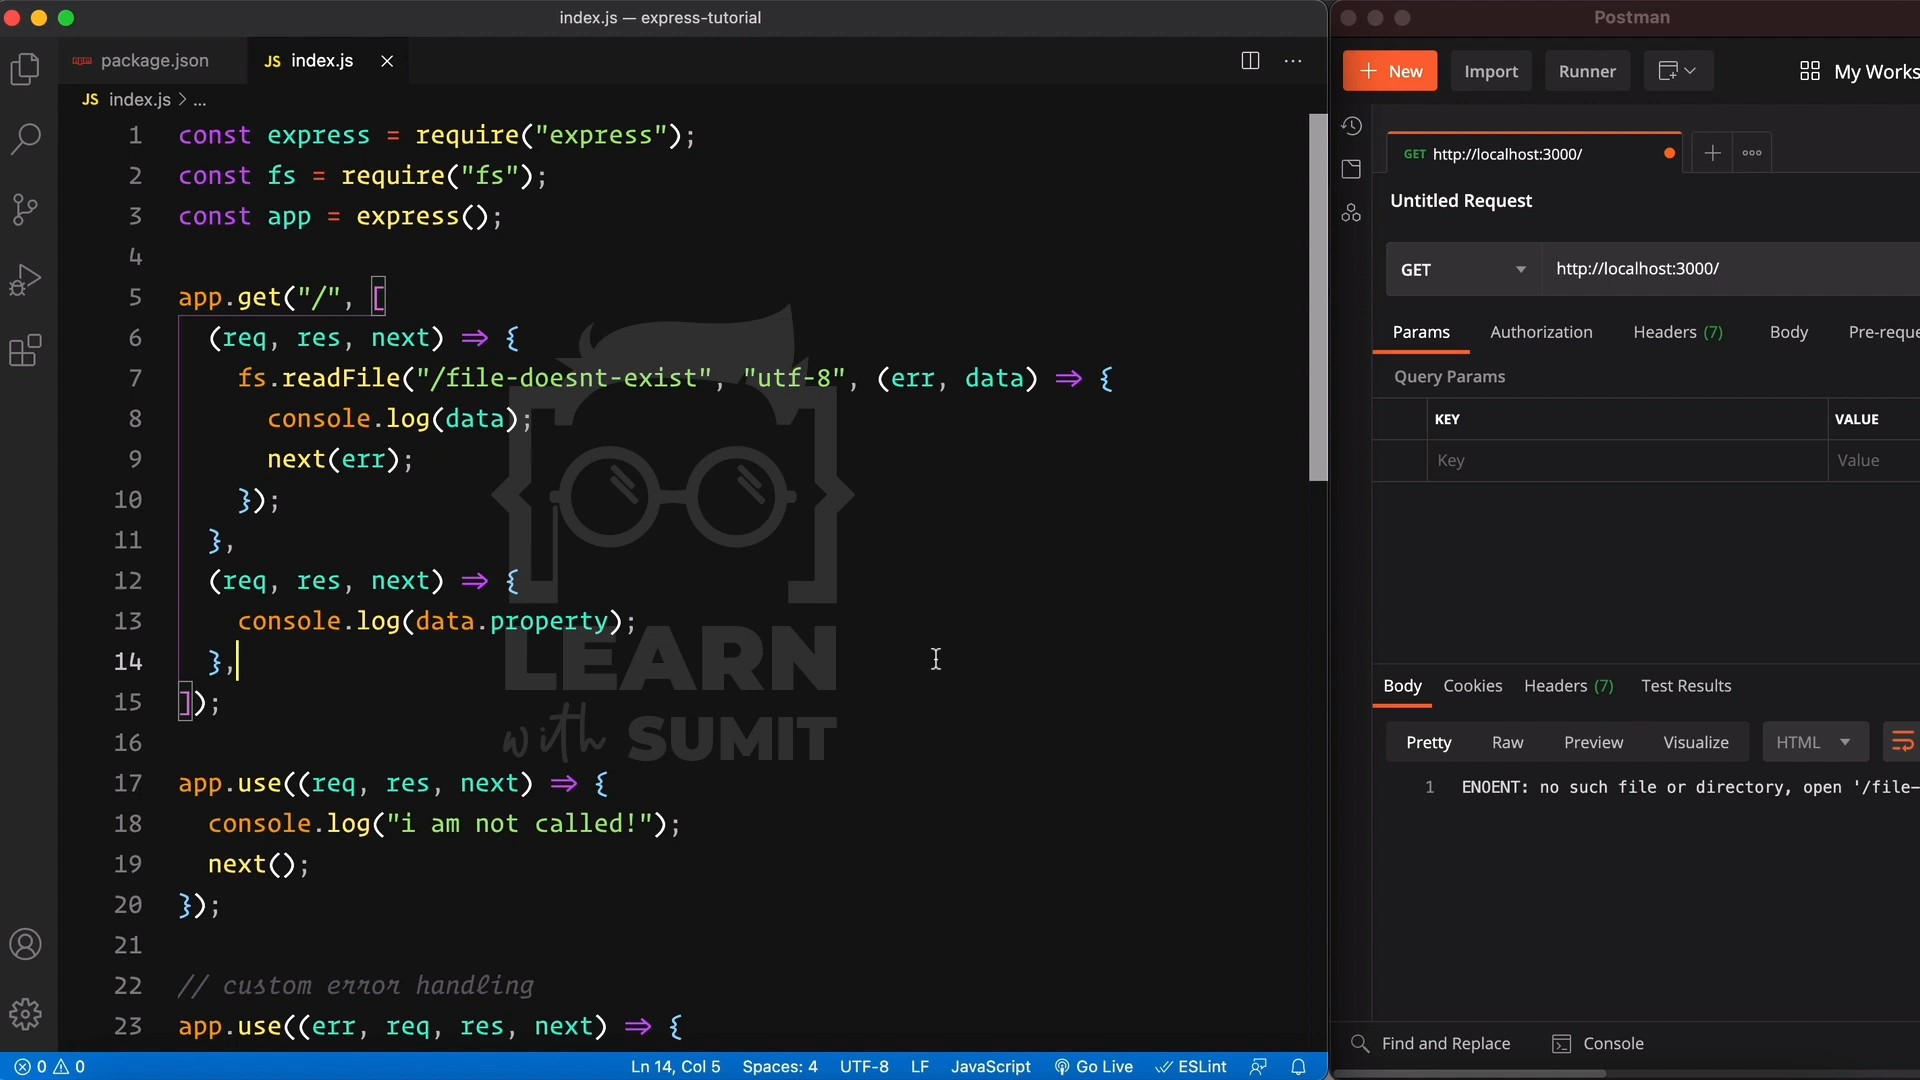 index.js — express-tutorial
package.json
JS index.js
JS index.js > ...
1 const express = require("express");
2 const fs = require("fs");
3 const app = express();
4
5 app.get("/", [
6 (req, res, next) => {
7 fs.readFile("/file-doesnt-exist", "utf-8", (err, data) => {
8 console.log(data);
9 next(err);
10 });
11 },
12 (req, res, next) => {
13 console.log(data.property);
14 },
15 ]);
16
17 app.use((req, res, next) => {
18 console.log("i am not called!");
19 next();
20 });
21
22 // custom error handling
23 app.use((err, req, res, next) => {
LEARN
with SUMIT
0 0
Ln 14, Col 5 Spaces: 4 UTF-8 LF JavaScript Go Live ESLint
Postman
+ New Import Runner My Works
GET http://localhost:3000/
Untitled Request
GET http://localhost:3000/
Params Authorization Headers (7) Body Pre-reque
Query Params
KEY VALUE
Key Value
Body Cookies Headers (7) Test Results
Pretty Raw Preview Visualize HTML
1 ENOENT: no such file or directory, open '/file-
Find and Replace Console